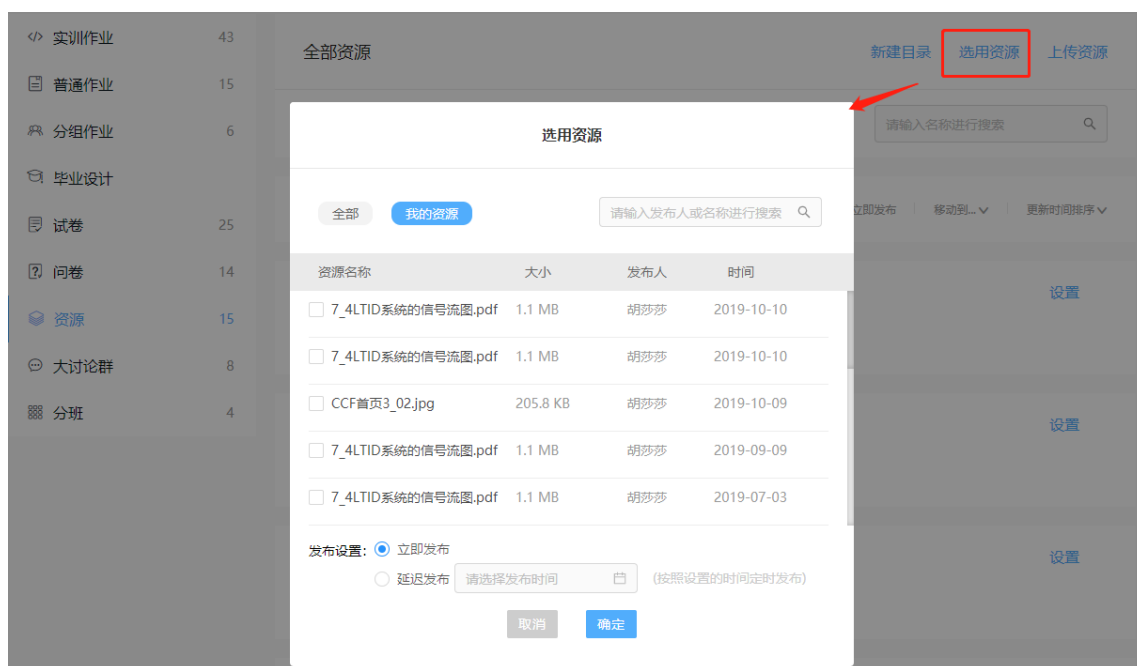 实训作业 43
普通作业 15
分组作业 6
毕业设计
试卷 25
问卷 14
资源 15
大讨论群 8
分班 4
全部资源 新建目录 选用资源 上传资源
请输入名称进行搜索
立即发布 移动到... 更新时间排序
设置
设置
设置
选用资源
全部 我的资源 请输入发布人或名称进行搜索
资源名称 大小 发布人 时间
7_4LTID系统的信号流图.pdf 1.1 MB 胡莎莎 2019-10-10
7_4LTID系统的信号流图.pdf 1.1 MB 胡莎莎 2019-10-10
CCF首页3_02.jpg 205.8 KB 胡莎莎 2019-10-09
7_4LTID系统的信号流图.pdf 1.1 MB 胡莎莎 2019-09-09
7_4LTID系统的信号流图.pdf 1.1 MB 胡莎莎 2019-07-03
发布设置: 立即发布
延迟发布 请选择发布时间 (按照设置的时间定时发布)
取消 确定